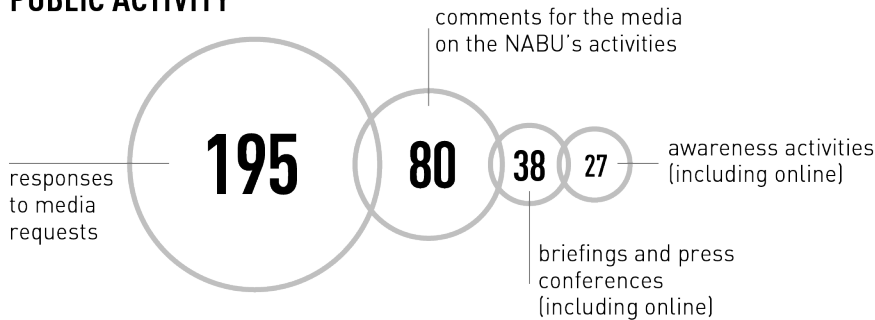 PUBLIC ACTIVITY
comments for the media
on the NABU's activities
195
80
38
27
responses
to media
requests
awareness activities
(including online)
briefings and press
conferences
(including online)